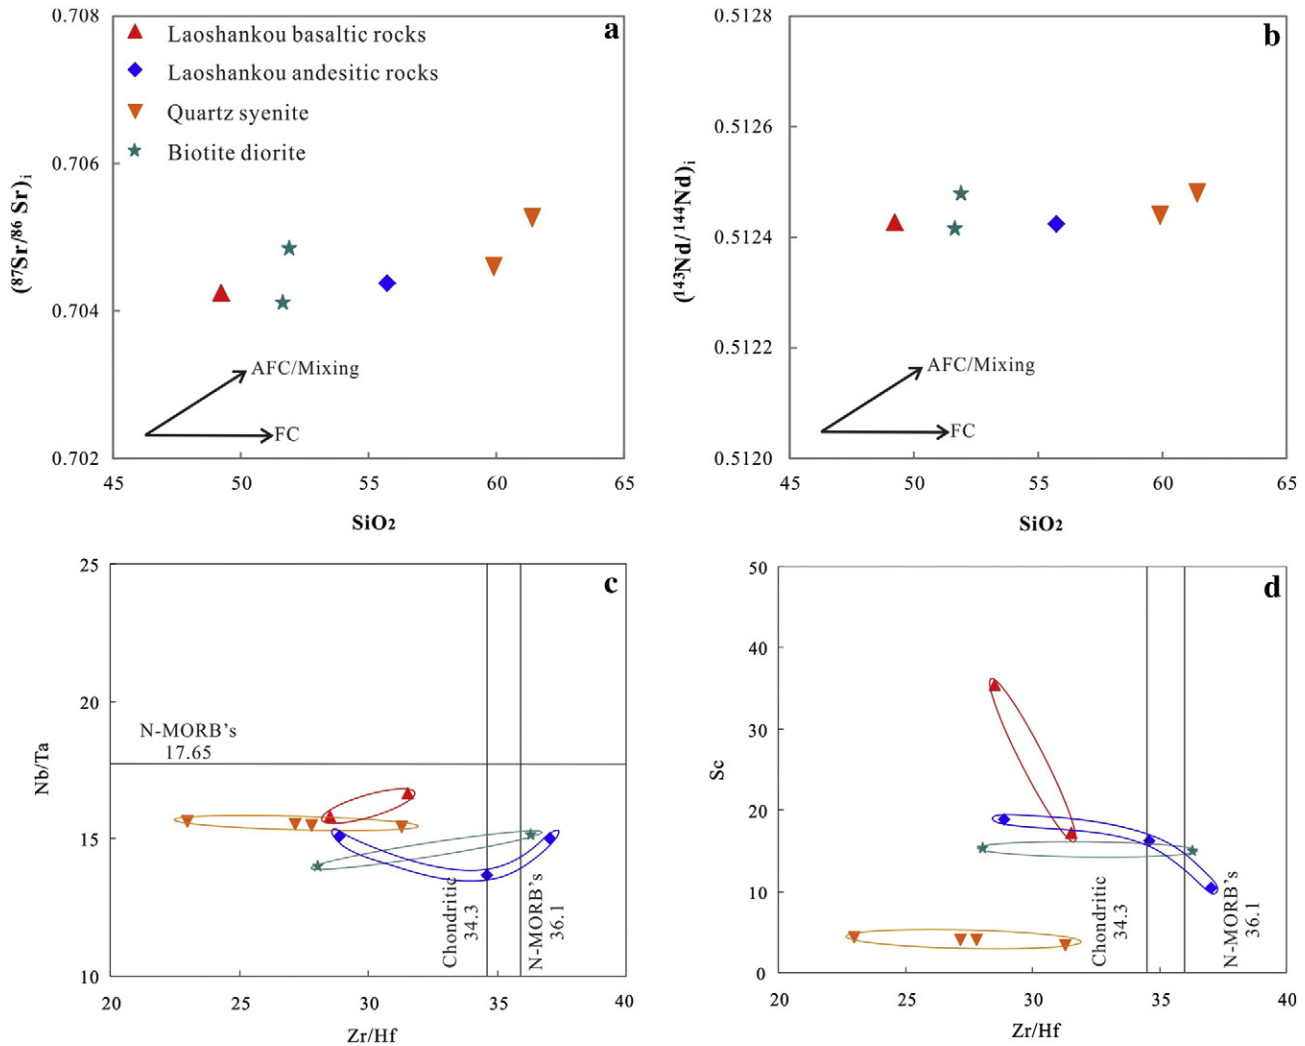 0.708
0.706
0.704
0.702
45
50
55
60
65
(⁸⁷Sr/⁸⁶ Sr)ᵢ
SiO₂
a
Laoshankou basaltic rocks
Laoshankou andesitic rocks
Quartz syenite
Biotite diorite
AFC/Mixing
FC
0.5128
0.5126
0.5124
0.5122
0.5120
45
50
55
60
65
(¹⁴³Nd/¹⁴⁴Nd)ᵢ
SiO₂
b
AFC/Mixing
FC
25
20
15
10
20
25
30
35
40
Nb/Ta
Zr/Hf
c
N-MORB's
17.65
Chondritic
34.3
N-MORB's
36.1
50
40
30
20
10
0
20
25
30
35
40
Sc
Zr/Hf
d
Chondritic
34.3
N-MORB's
36.1